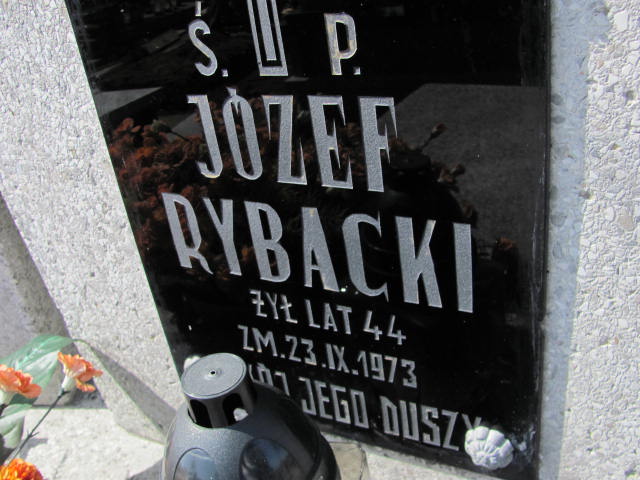 Ś. P.
JÓZEF
RYBACKI
ŻYŁ LAT 44
ZM. 23.IX.1973
JEGO DUSZY